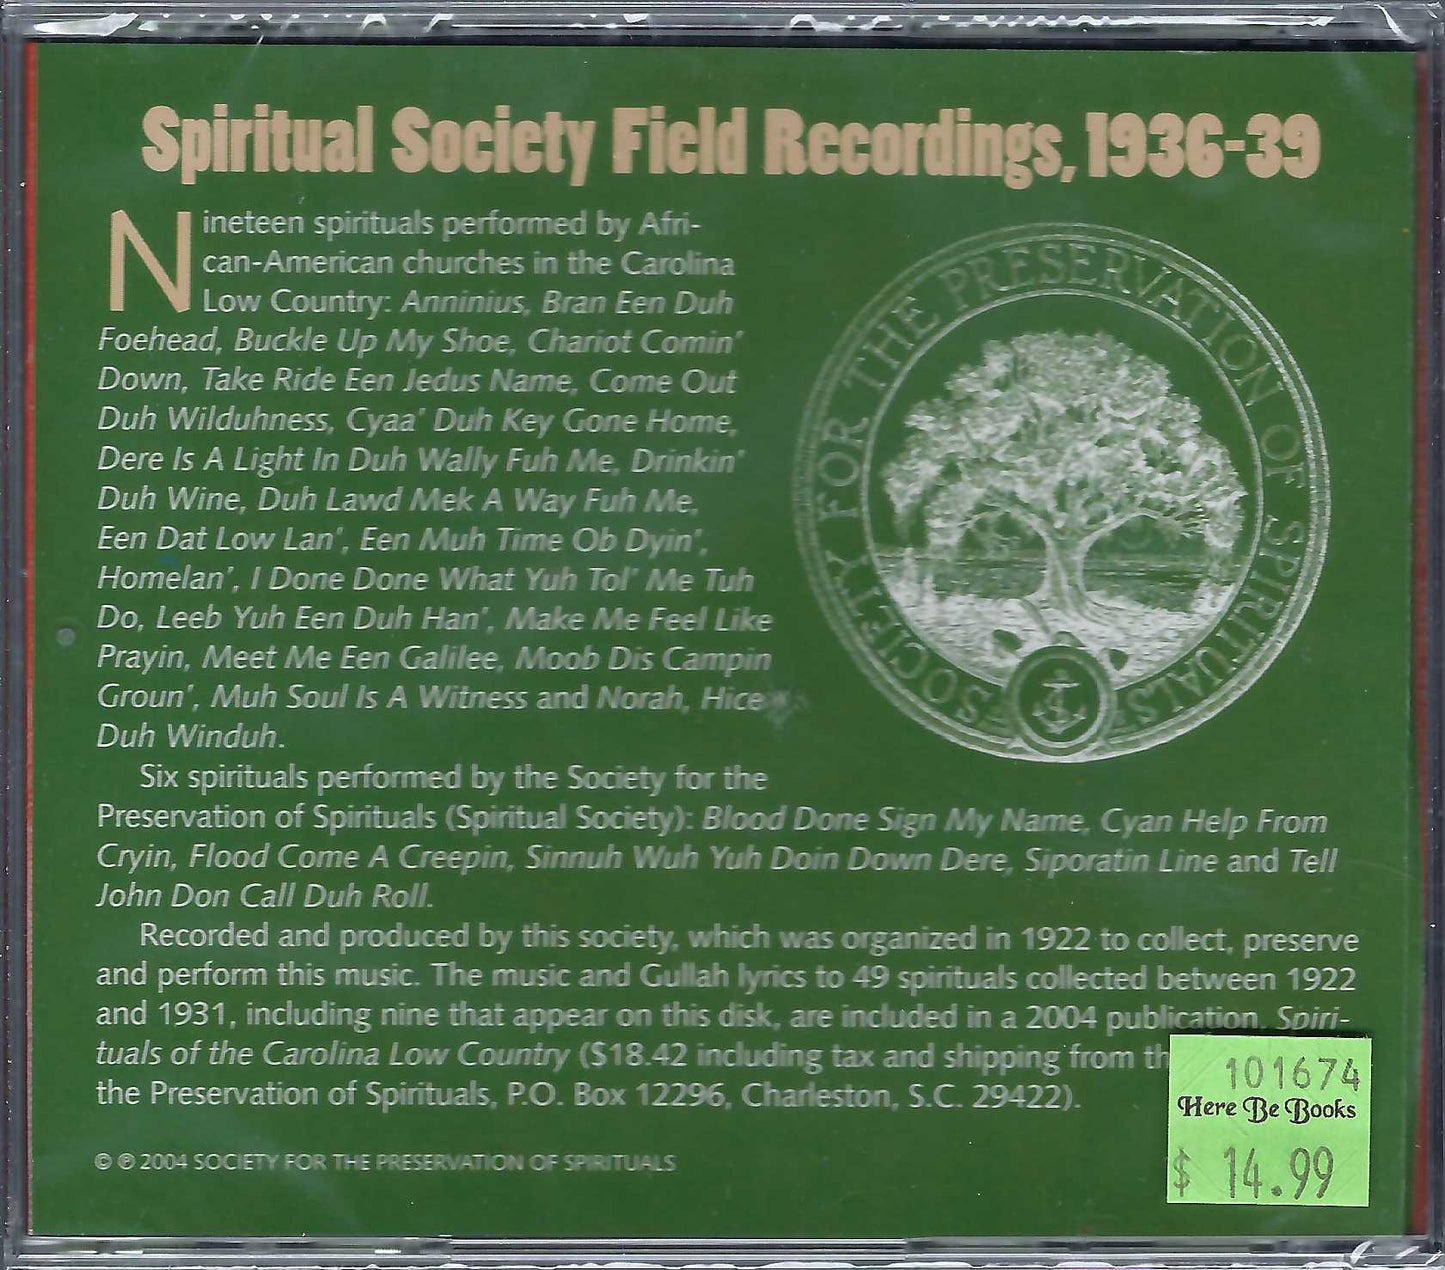 Spiritual Society Field Recordings, 1936-39
Nineteen spirituals performed by Afri-
can-American churches in the Carolina
Low Country: Anninius, Bran Een Duh
Foehead, Buckle Up My Shoe, Chariot Comin'
Down, Take Ride Een Jedus Name, Come Out
Duh Wilduhness, Cyaa' Duh Key Gone Home,
Dere Is A Light In Duh Wally Fuh Me, Drinkin'
Duh Wine, Duh Lawd Mek A Way Fuh Me,
Een Dat Low Lan', Een Muh Time Ob Dyin',
Homelan', I Done Done What Yuh Tol' Me Tuh
Do, Leeb Yuh Een Duh Han', Make Me Feel Like
Prayin, Meet Me Een Galilee, Moob Dis Campin
Groun', Muh Soul Is A Witness and Norah, Hice
Duh Winduh.
SOCIETY FOR THE PRESERVATION OF SPIRITUALS
Six spirituals performed by the Society for the
Preservation of Spirituals (Spiritual Society): Blood Done Sign My Name, Cyan Help From
Cryin, Flood Come A Creepin, Sinnuh Wuh Yuh Doin Down Dere, Siporatin Line and Tell
John Don Call Duh Roll.
Recorded and produced by this society, which was organized in 1922 to collect, preserve
and perform this music. The music and Gullah lyrics to 49 spirituals collected between 1922
and 1931, including nine that appear on this disk, are included in a 2004 publication, Spiri-
tuals of the Carolina Low Country ($18.42 including tax and shipping from
the Preservation of Spirituals, P.O. Box 12296, Charleston, S.C. 29422).
© ℗ 2004 SOCIETY FOR THE PRESERVATION OF SPIRITUALS
101674
Here Be Books
$ 14.99